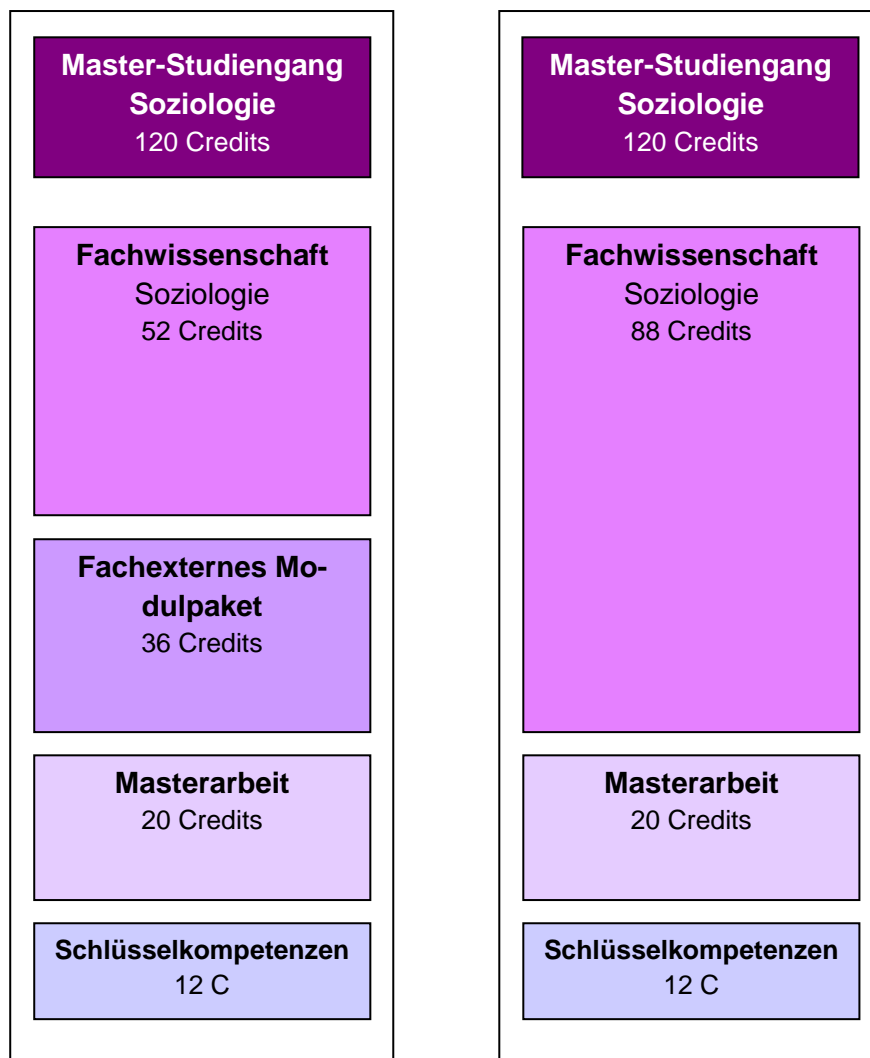 Master-Studiengang
Soziologie
120 Credits
Fachwissenschaft
Soziologie
52 Credits
Fachexternes Mo-
dulpaket
36 Credits
Masterarbeit
20 Credits
Schlüsselkompetenzen
12 C
Master-Studiengang
Soziologie
120 Credits
Fachwissenschaft
Soziologie
88 Credits
Masterarbeit
20 Credits
Schlüsselkompetenzen
12 C